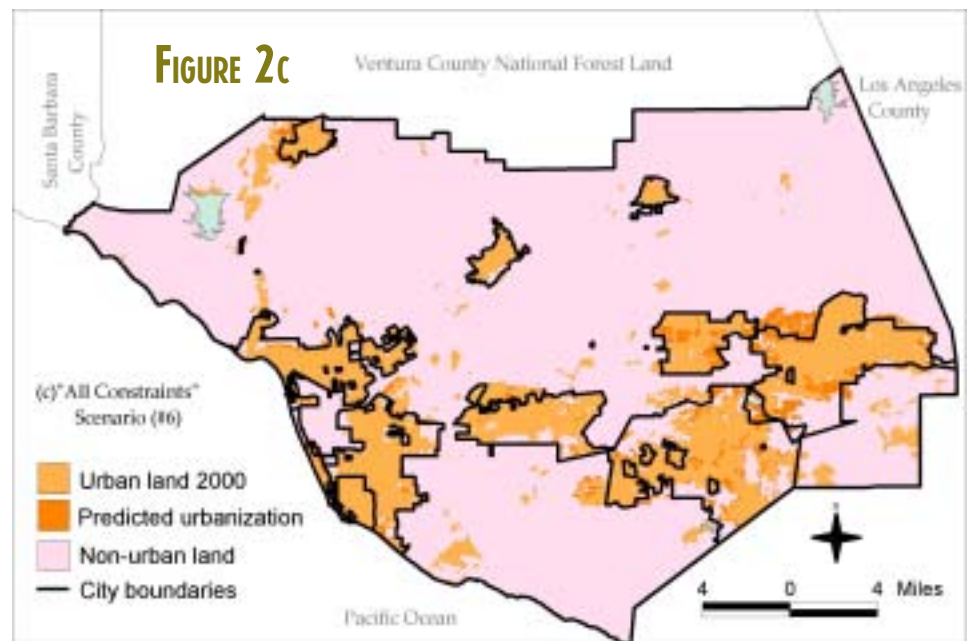 FIGURE 2C
Ventura County National Forest Land
Los Angeles
County
Santa Barbara
County
(c)"All Constraints"
Scenario (#6)
Urban land 2000
Predicted urbanization
Non-urban land
City boundaries
Pacific Ocean
4 0 4 Miles